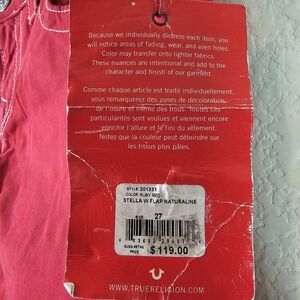 Because we individually distress each item, you
will notice areas of fading, wear, and even holes.
Color may transfer onto lighter fabrics.
These nuances are intentional and add to the
character and finish of our garment.
Comme chaque article est traité individuellement,
vous remarquerez des zones de décoloration,
de l'usure et même des trous. Toutes ces
particularités sont voulues et viennent encore
enrichir l'allure et le fini du vêtement.
Notez que la couleur peut déteindre sur
les tissus plus pâles.
STYLE: 201331
COLOR: RUBY RED
STELLA W FLAP NATURALINE
SIZE:
27
SUGG RETAIL
PRICE
$119.00
WWW.TRUERELIGION.COM